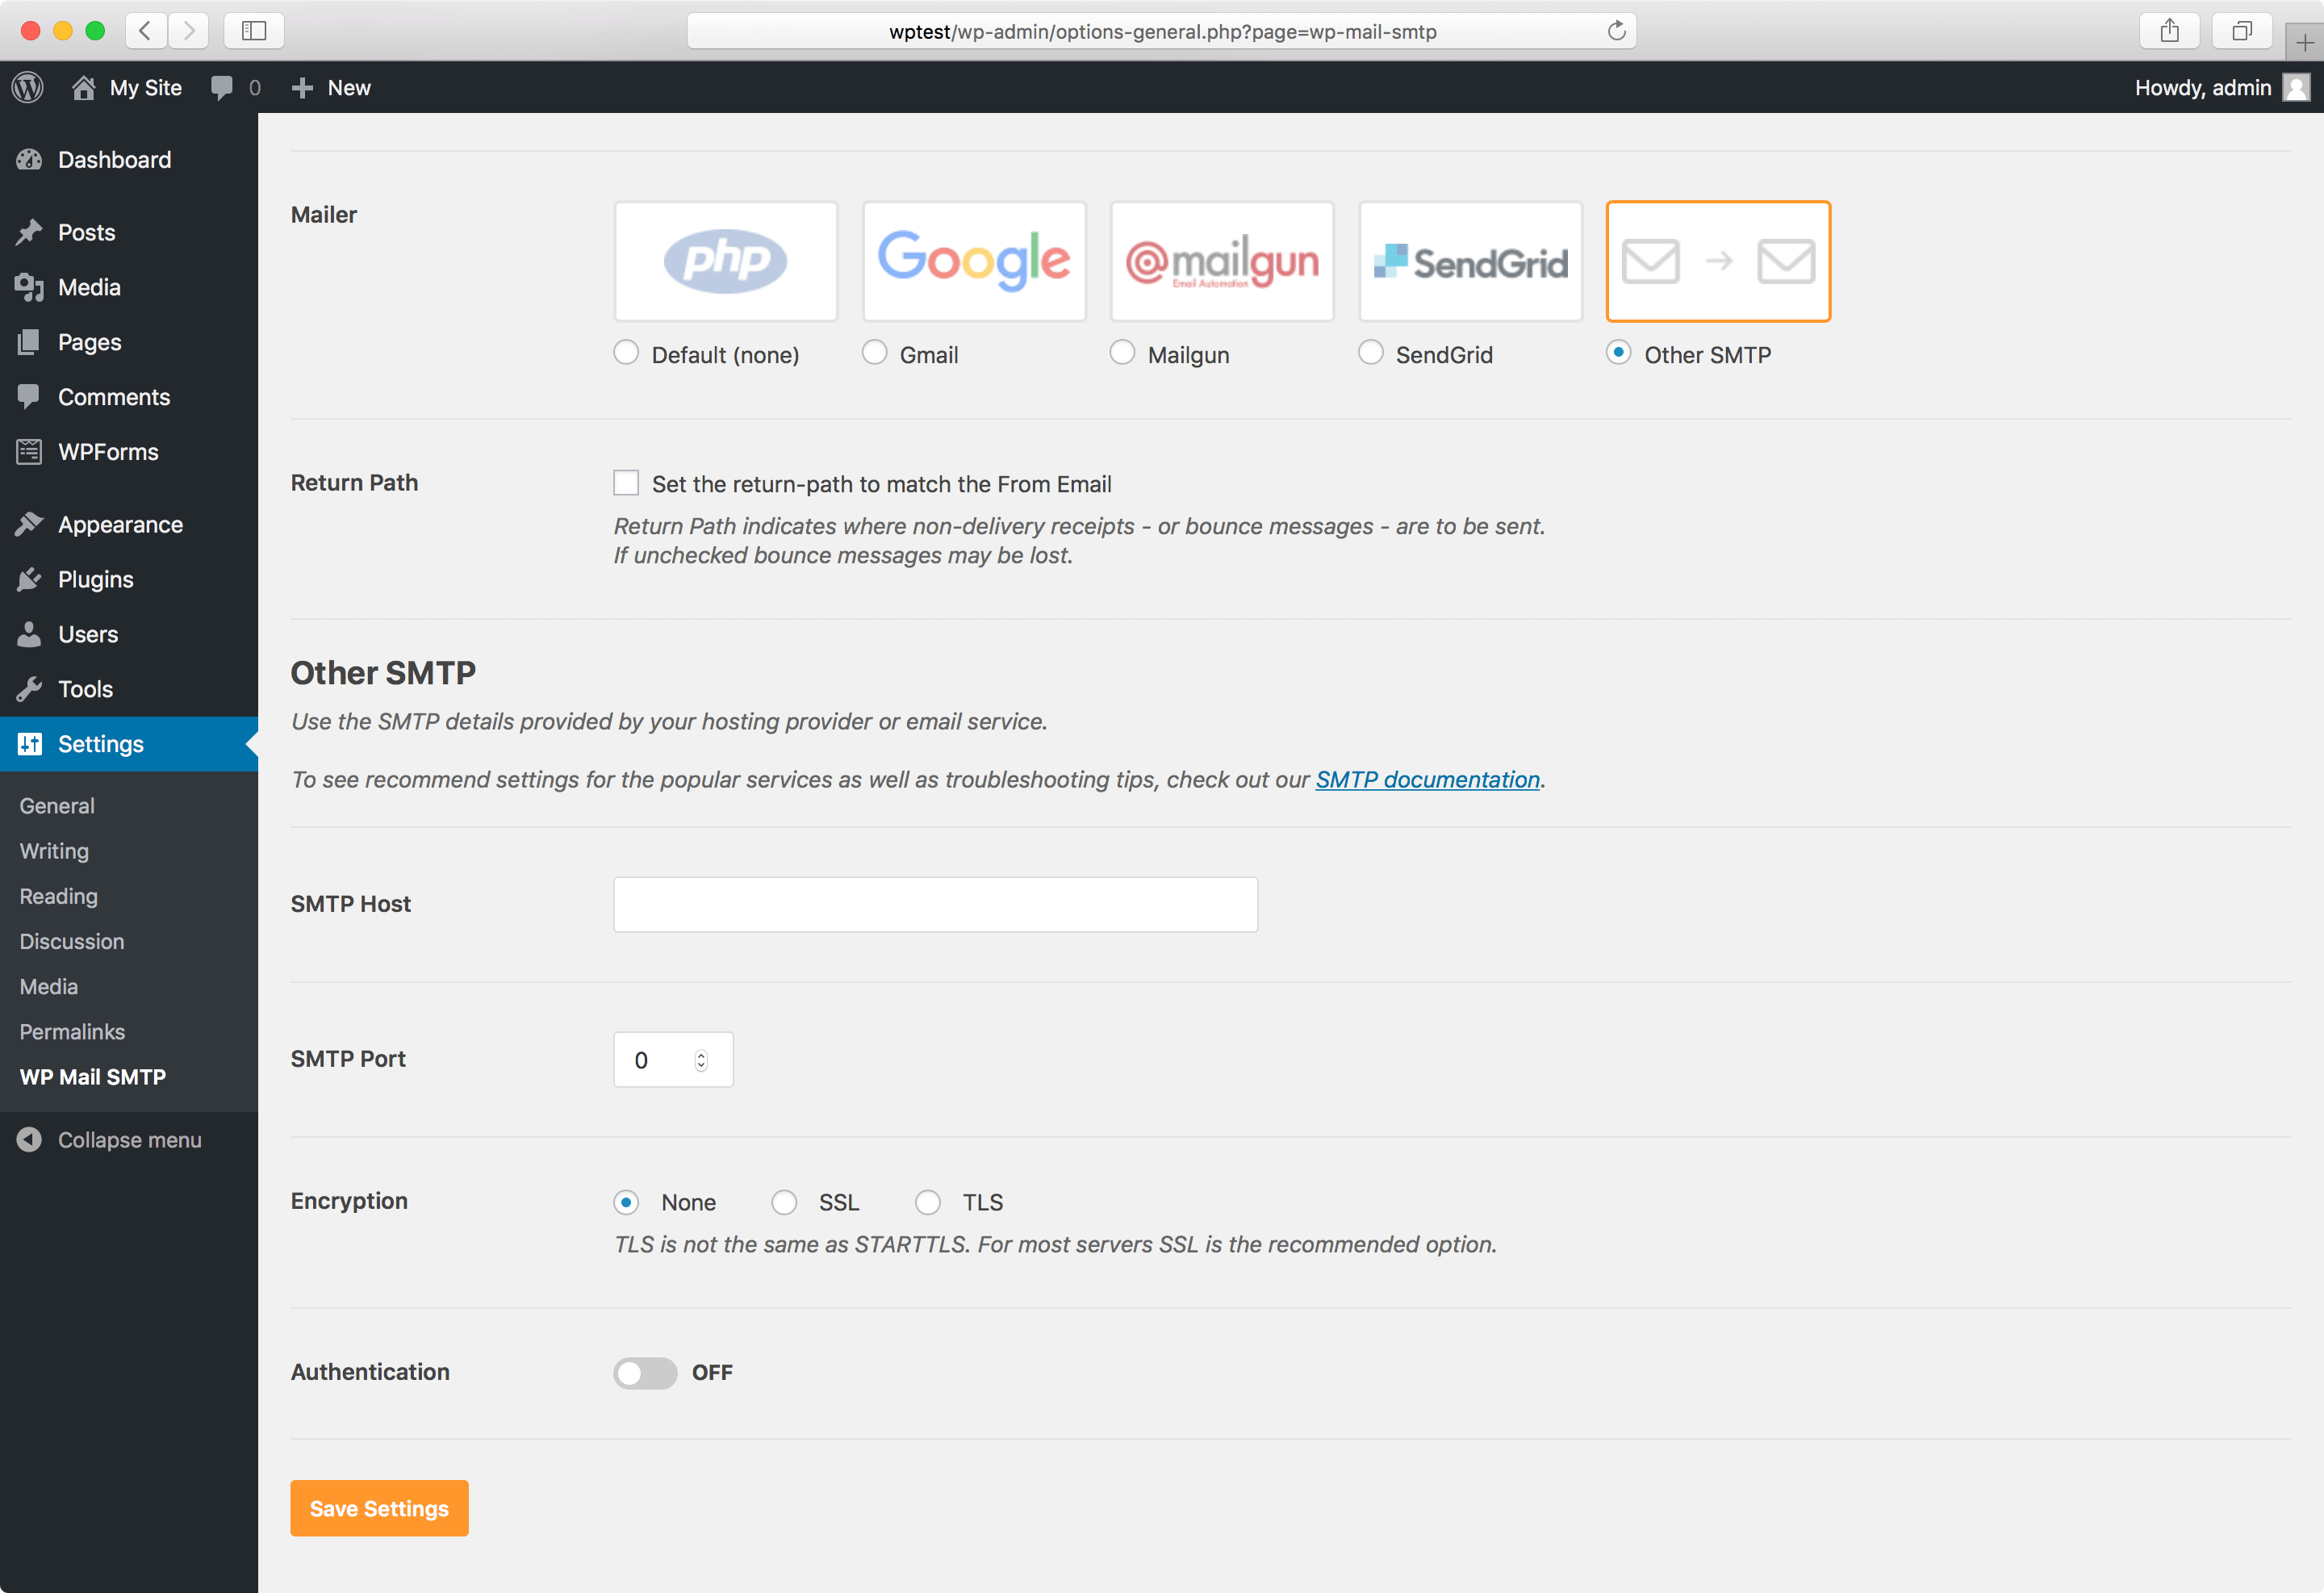 wptest/wp-admin/options-general.php?page=wp-mail-smtp
My Site
0
New
Howdy, admin
Dashboard
Posts
Media
Pages
Comments
WPForms
Appearance
Plugins
Users
Tools
Settings
General
Writing
Reading
Discussion
Media
Permalinks
WP Mail SMTP
Collapse menu
Mailer
php
Google
@mailgun
Email Automation
SendGrid
Default (none)
Gmail
Mailgun
SendGrid
Other SMTP
Return Path
Set the return-path to match the From Email
Return Path indicates where non-delivery receipts - or bounce messages - are to be sent.
If unchecked bounce messages may be lost.
Other SMTP
Use the SMTP details provided by your hosting provider or email service.
To see recommend settings for the popular services as well as troubleshooting tips, check out our SMTP documentation.
SMTP Host
SMTP Port
0
Encryption
None
SSL
TLS
TLS is not the same as STARTTLS. For most servers SSL is the recommended option.
Authentication
OFF
Save Settings